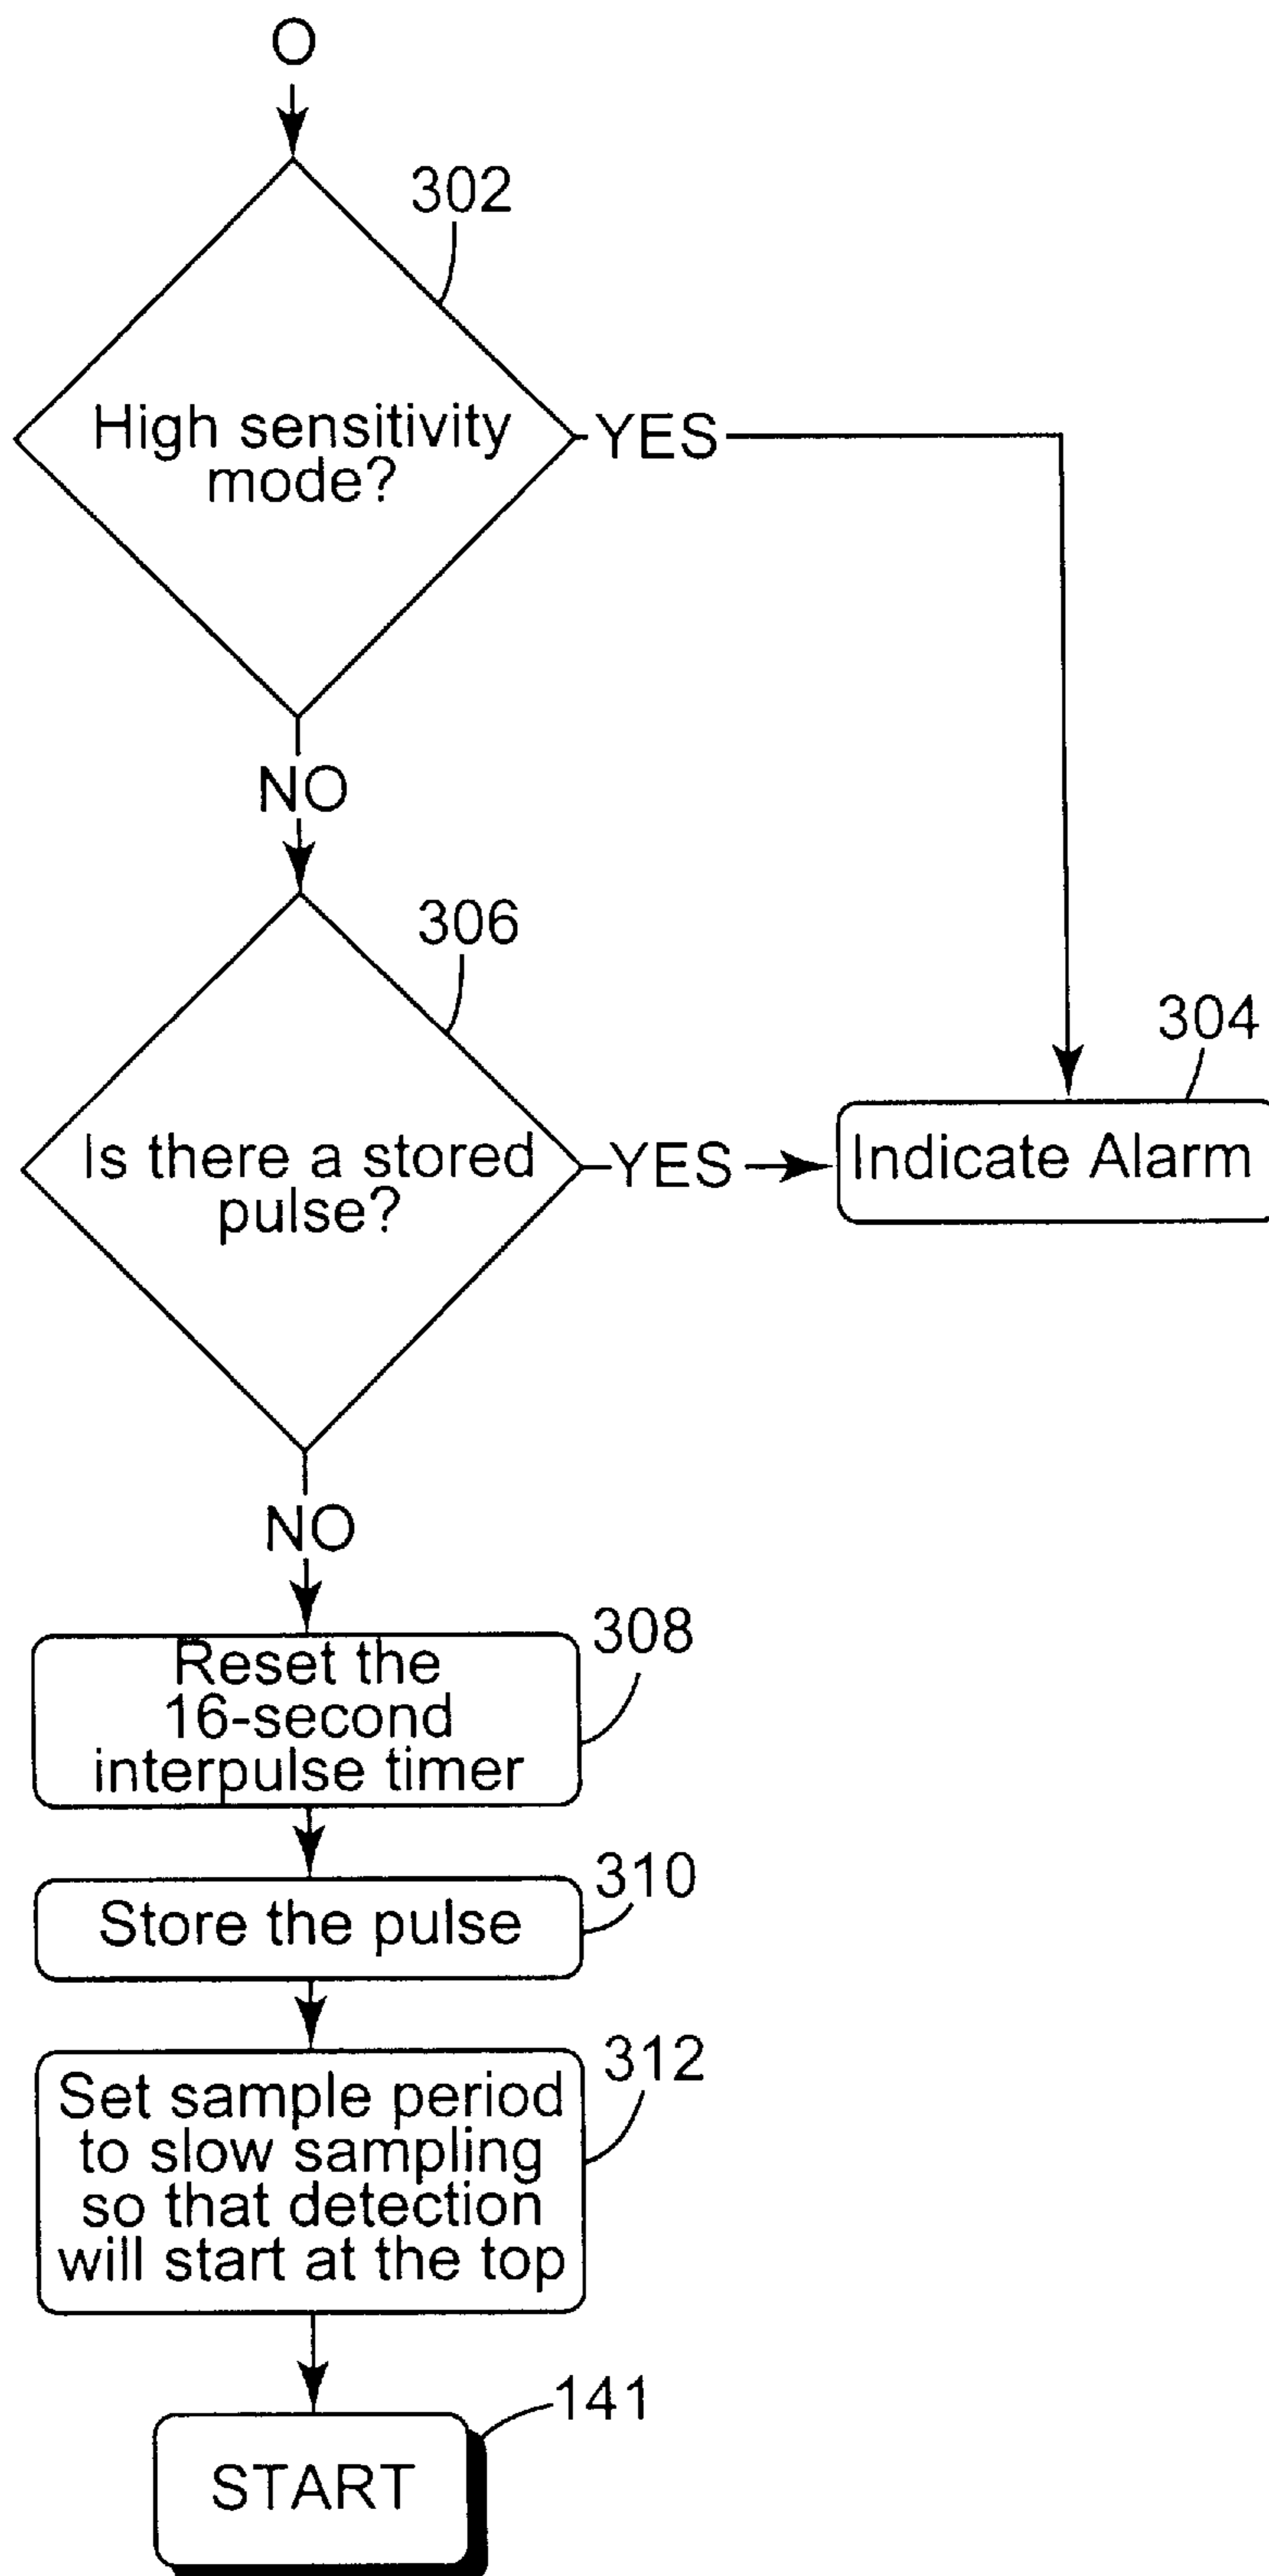 O
302
High sensitivity
mode?
YES
NO
306
Is there a stored
pulse?
YES
304
Indicate Alarm
NO
308
Reset the
16-second
interpulse timer
310
Store the pulse
312
Set sample period
to slow sampling
so that detection
will start at the top
141
START